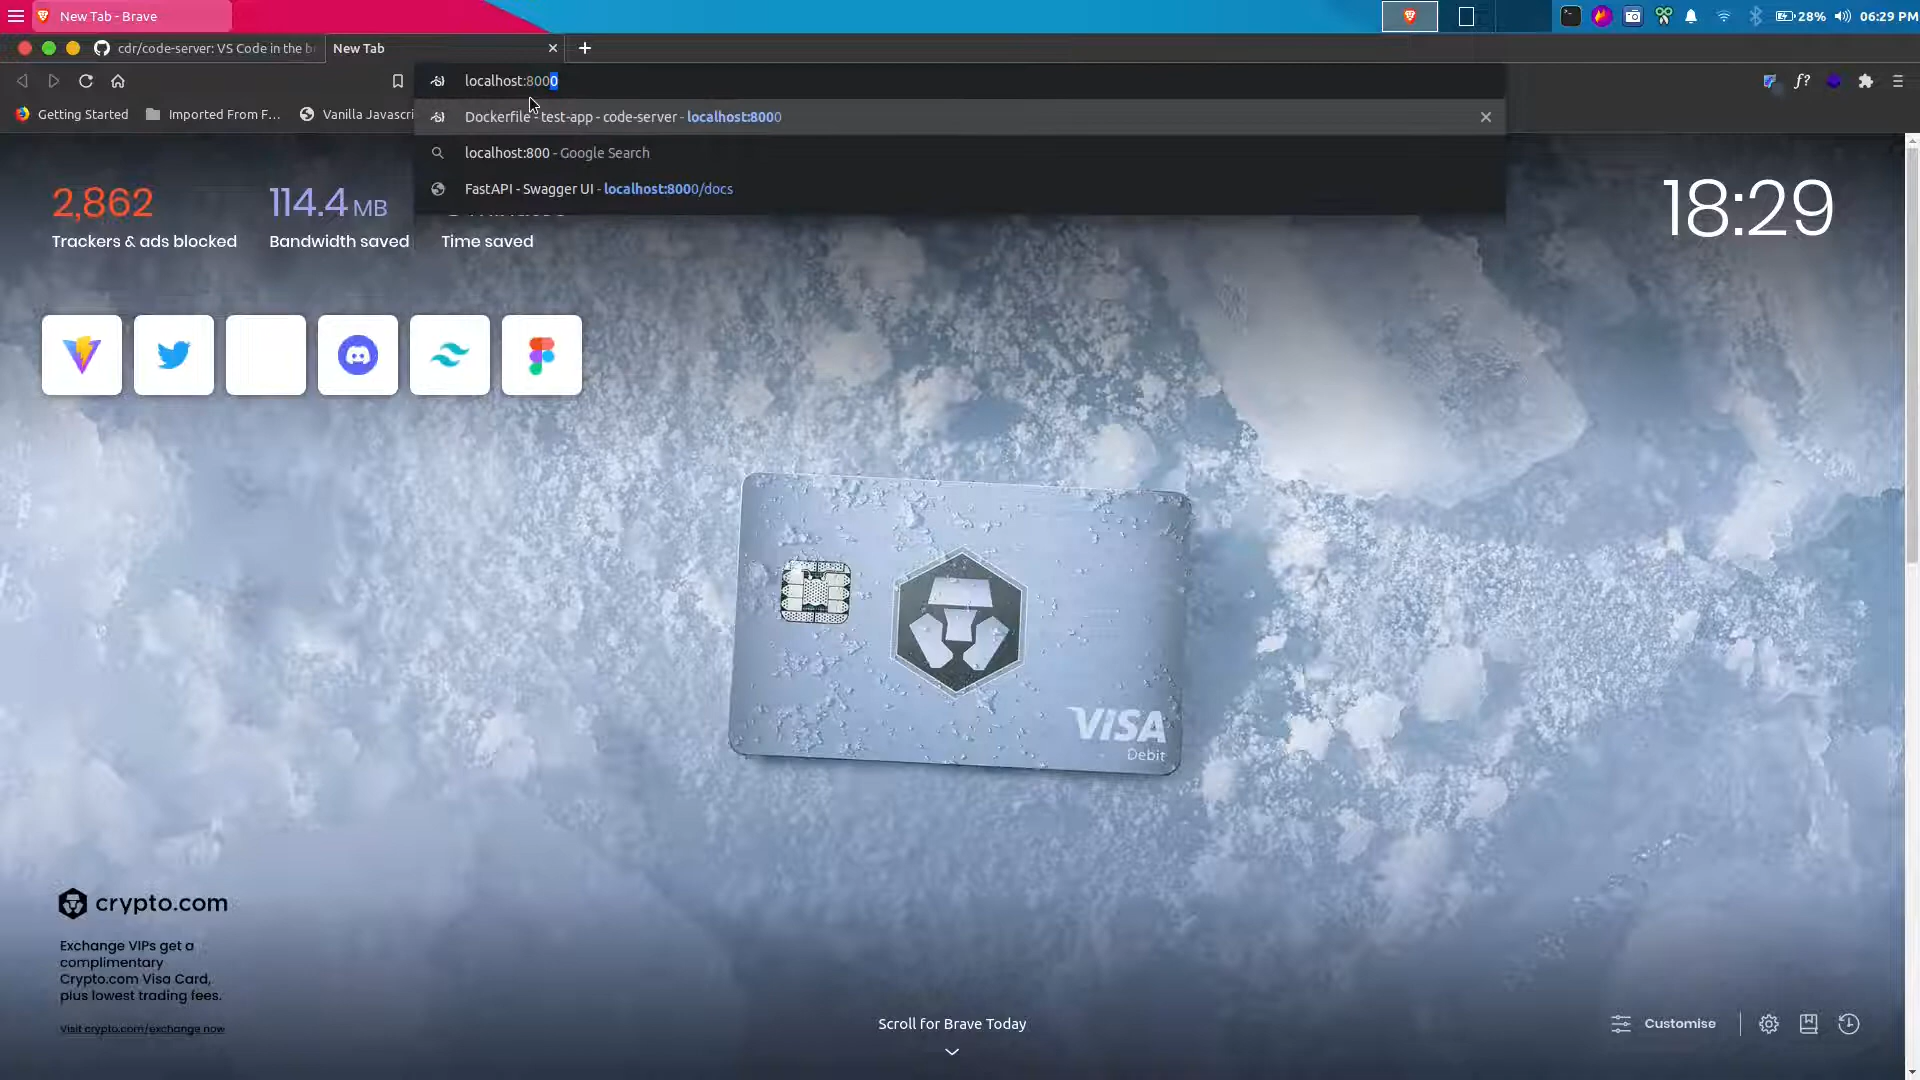 New Tab - Brave
28%
06:29 PM
cdr/code-server: VS Code in the b
New Tab
localhost:8000
Getting Started
Imported From F...
Vanilla Javascri
Dockerfile - test-app - code-server - localhost:8000
localhost:800 - Google Search
FastAPI - Swagger UI - localhost:8000/docs
2,862
114.4 MB
18:29
Trackers & ads blocked
Bandwidth saved
Time saved
VISA
Debit
crypto.com
Exchange VIPs get a
complimentary
Crypto.com Visa Card,
plus lowest trading fees.
Visit crypto.com/exchange now
Scroll for Brave Today
Customise